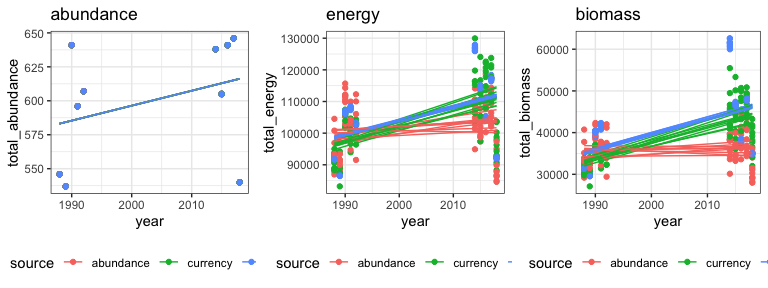 abundance
energy
biomass
total_abundance
650
625
600
575
550
1990
2000
2010
year
total_energy
130000
120000
110000
100000
90000
1990
2000
2010
year
total_biomass
60000
50000
40000
30000
1990
2000
2010
year
source abundance currency
source abundance currency
source abundance currency